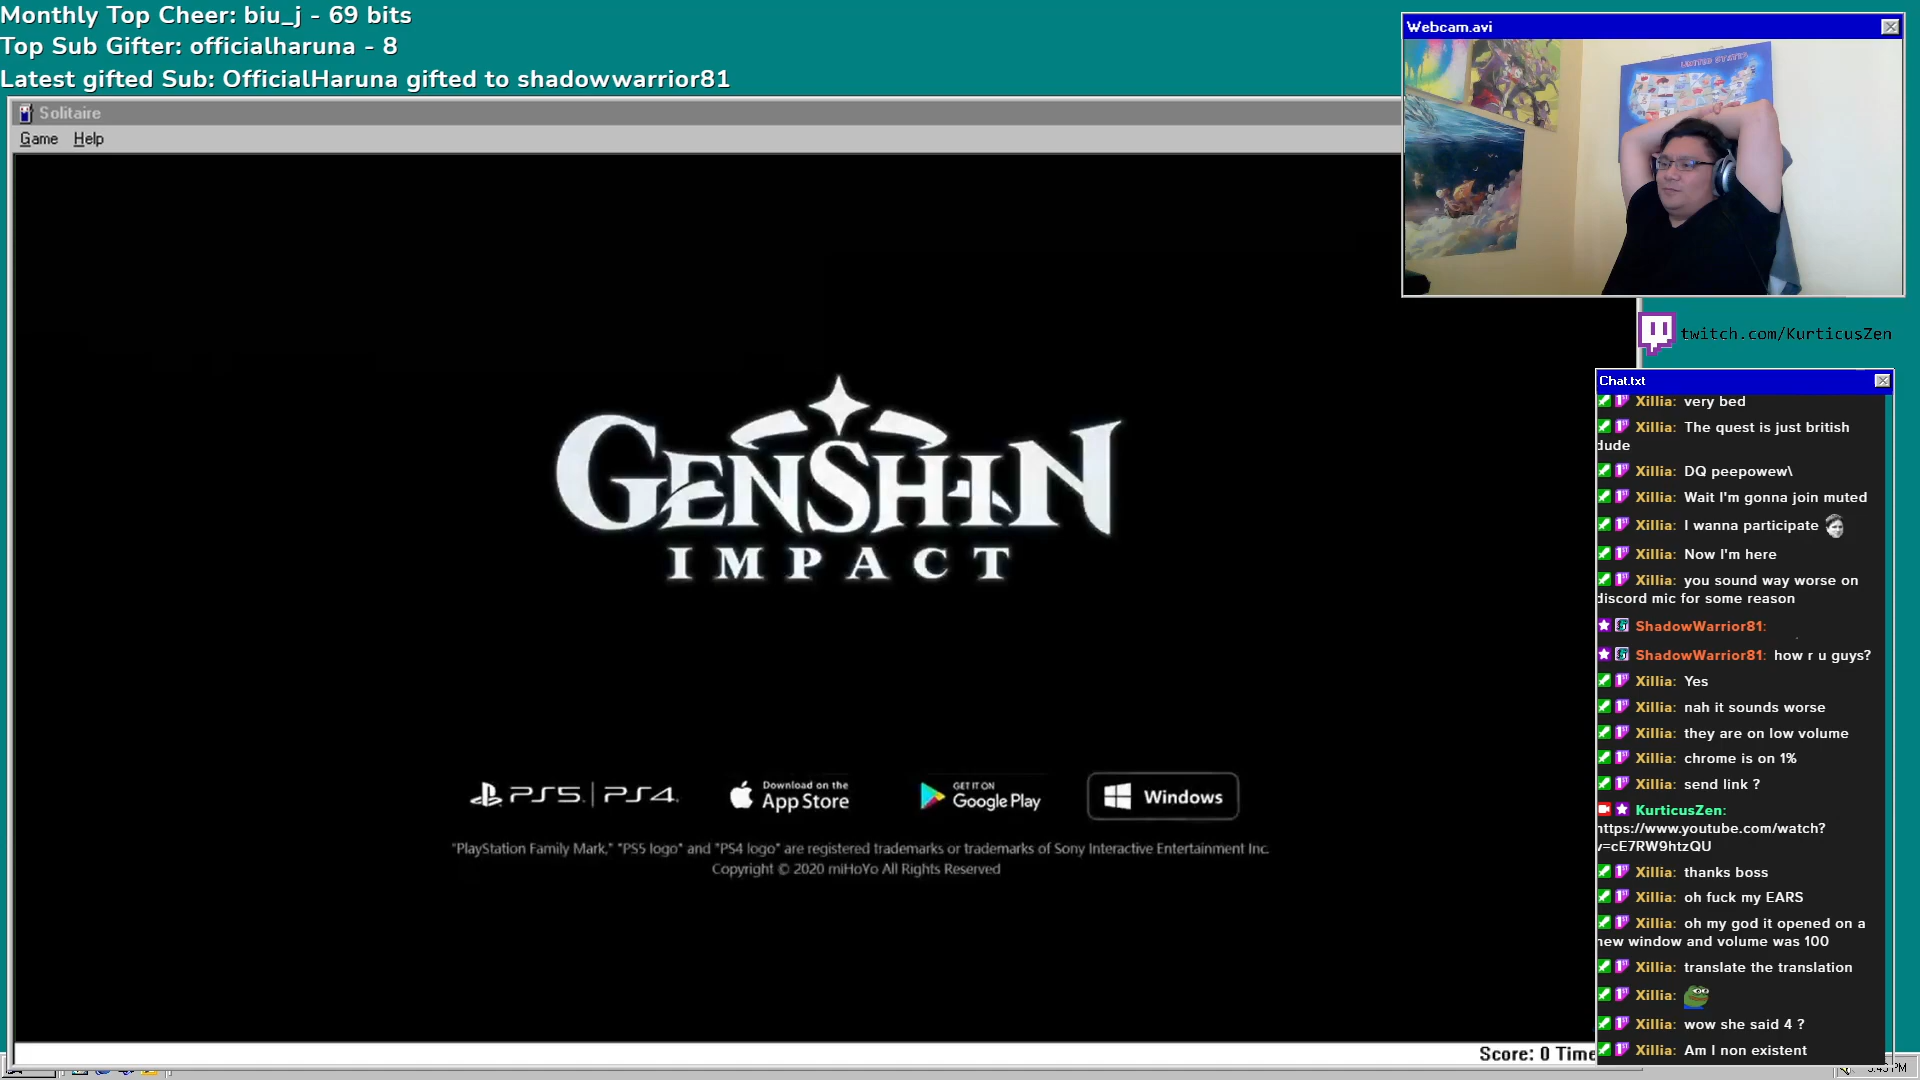 Monthly Top Cheer: biu_j - 69 bits
Top Sub Gifter: officialharuna - 8
Latest gifted Sub: OfficialHaruna gifted to shadowwarrior81
Solitaire
Game Help
Webcam.avi
UNITED STATES
twitch.com/KurticusZen
GENSHIN
IMPACT
PS5 | PS4
Download on the
App Store
GET IT ON
Google Play
Windows
"PlayStation Family Mark," "PS5 logo" and "PS4 logo" are registered trademarks or trademarks of Sony Interactive Entertainment Inc.
Copyright © 2020 miHoYo All Rights Reserved
Chat.txt
Xillia: very bed
Xillia: The quest is just british
dude
Xillia: DQ peepowew\
Xillia: Wait I'm gonna join muted
Xillia: I wanna participate
Xillia: Now I'm here
Xillia: you sound way worse on
discord mic for some reason
ShadowWarrior81:
ShadowWarrior81: how r u guys?
Xillia: Yes
Xillia: nah it sounds worse
Xillia: they are on low volume
Xillia: chrome is on 1%
Xillia: send link ?
KurticusZen:
https://www.youtube.com/watch?
v=cE7RW9htzQU
Xillia: thanks boss
Xillia: oh fuck my EARS
Xillia: oh my god it opened on a
new window and volume was 100
Xillia: translate the translation
Xillia:
Xillia: wow she said 4 ?
Xillia: Am I non existent
Score: 0 Time
PM